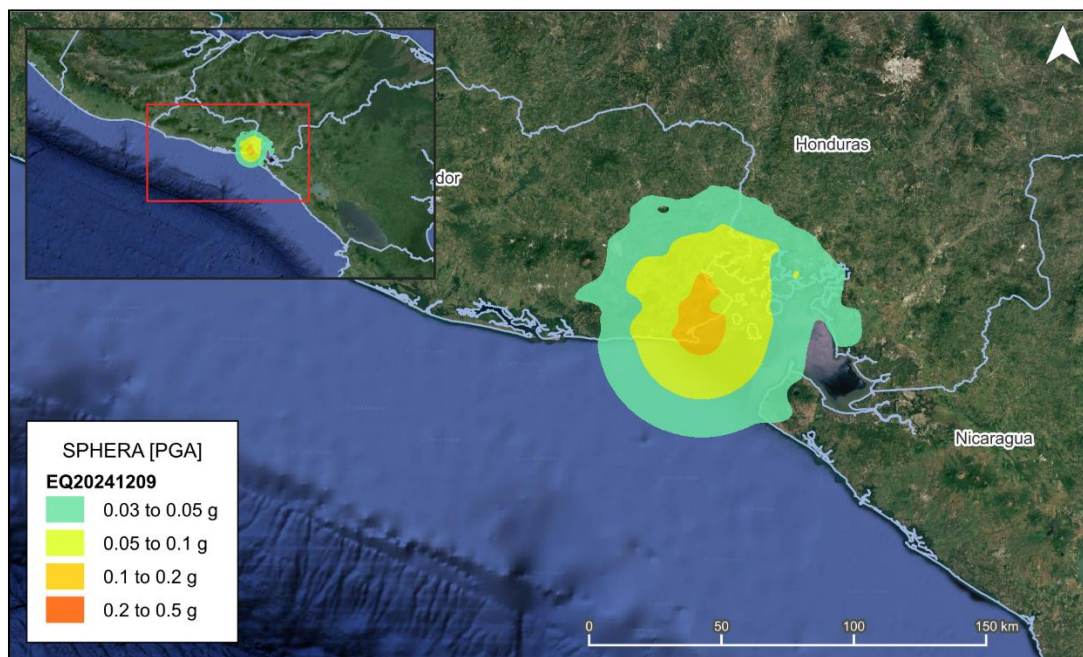 Honduras
dor
Nicaragua
SPHERA [PGA]
EQ20241209
0.03 to 0.05 g
0.05 to 0.1 g
0.1 to 0.2 g
0.2 to 0.5 g
0 50 100 150 km